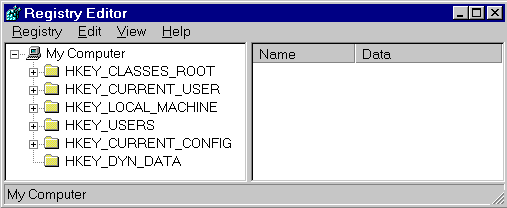 Registry Editor
Registry Edit View Help
My Computer
HKEY_CLASSES_ROOT
HKEY_CURRENT_USER
HKEY_LOCAL_MACHINE
HKEY_USERS
HKEY_CURRENT_CONFIG
HKEY_DYN_DATA
Name Data
My Computer